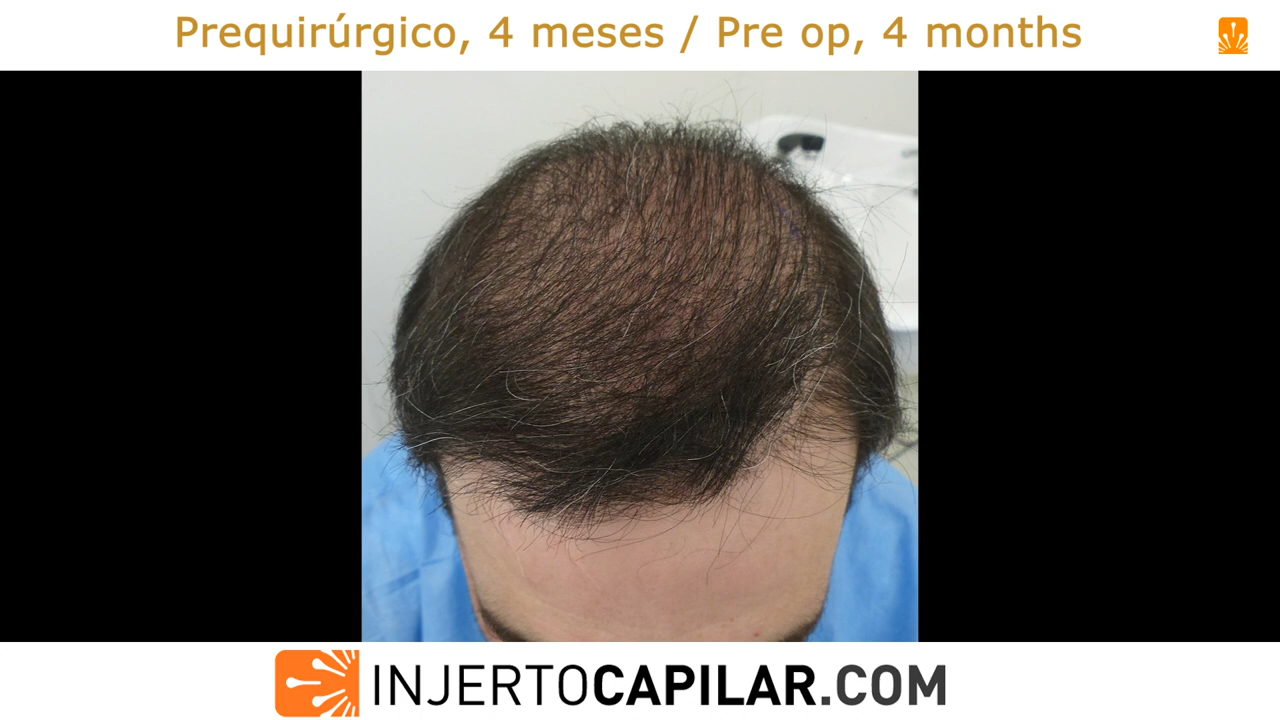 Prequirúrgico, 4 meses / Pre op, 4 months
INJERTOCAPILAR.COM